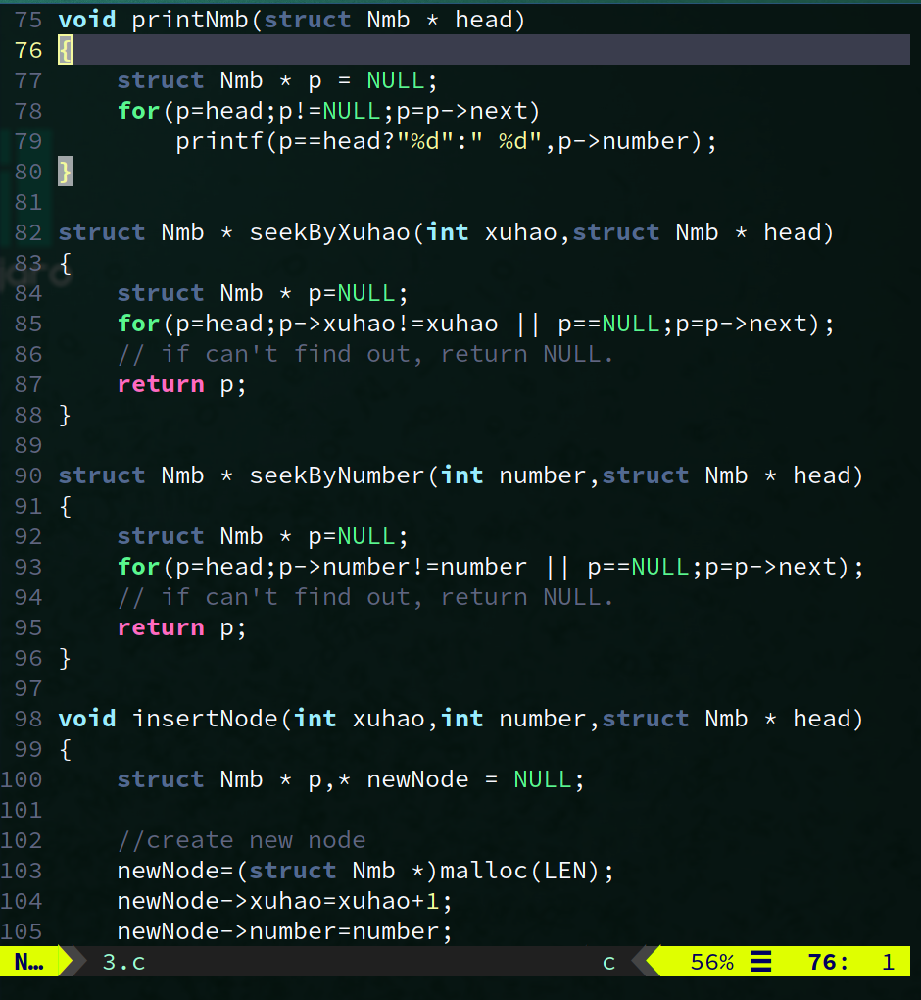 75 void printNmb(struct Nmb * head)
76 {
77     struct Nmb * p = NULL;
78     for(p=head;p!=NULL;p=p->next)
79         printf(p==head?"%d":" %d",p->number);
80 }
81
82 struct Nmb * seekByXuhao(int xuhao,struct Nmb * head)
83 {
84     struct Nmb * p=NULL;
85     for(p=head;p->xuhao!=xuhao || p==NULL;p=p->next);
86     // if can't find out, return NULL.
87     return p;
88 }
89
90 struct Nmb * seekByNumber(int number,struct Nmb * head)
91 {
92     struct Nmb * p=NULL;
93     for(p=head;p->number!=number || p==NULL;p=p->next);
94     // if can't find out, return NULL.
95     return p;
96 }
97
98 void insertNode(int xuhao,int number,struct Nmb * head)
99 {
100     struct Nmb * p,* newNode = NULL;
101
102     //create new node
103     newNode=(struct Nmb *)malloc(LEN);
104     newNode->xuhao=xuhao+1;
105     newNode->number=number;
N… 3.c c 56% ☰ 76: 1